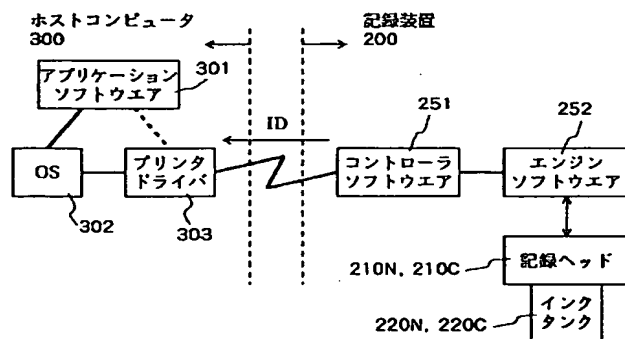 ホストコンピュータ
300
記録装置
200
アプリケーション
ソフトウエア
301
ID
251
252
OS
プリンタ
ドライバ
コントローラ
ソフトウエア
エンジン
ソフトウエア
302
303
記録ヘッド
210N, 210C
インク
タンク
220N, 220C